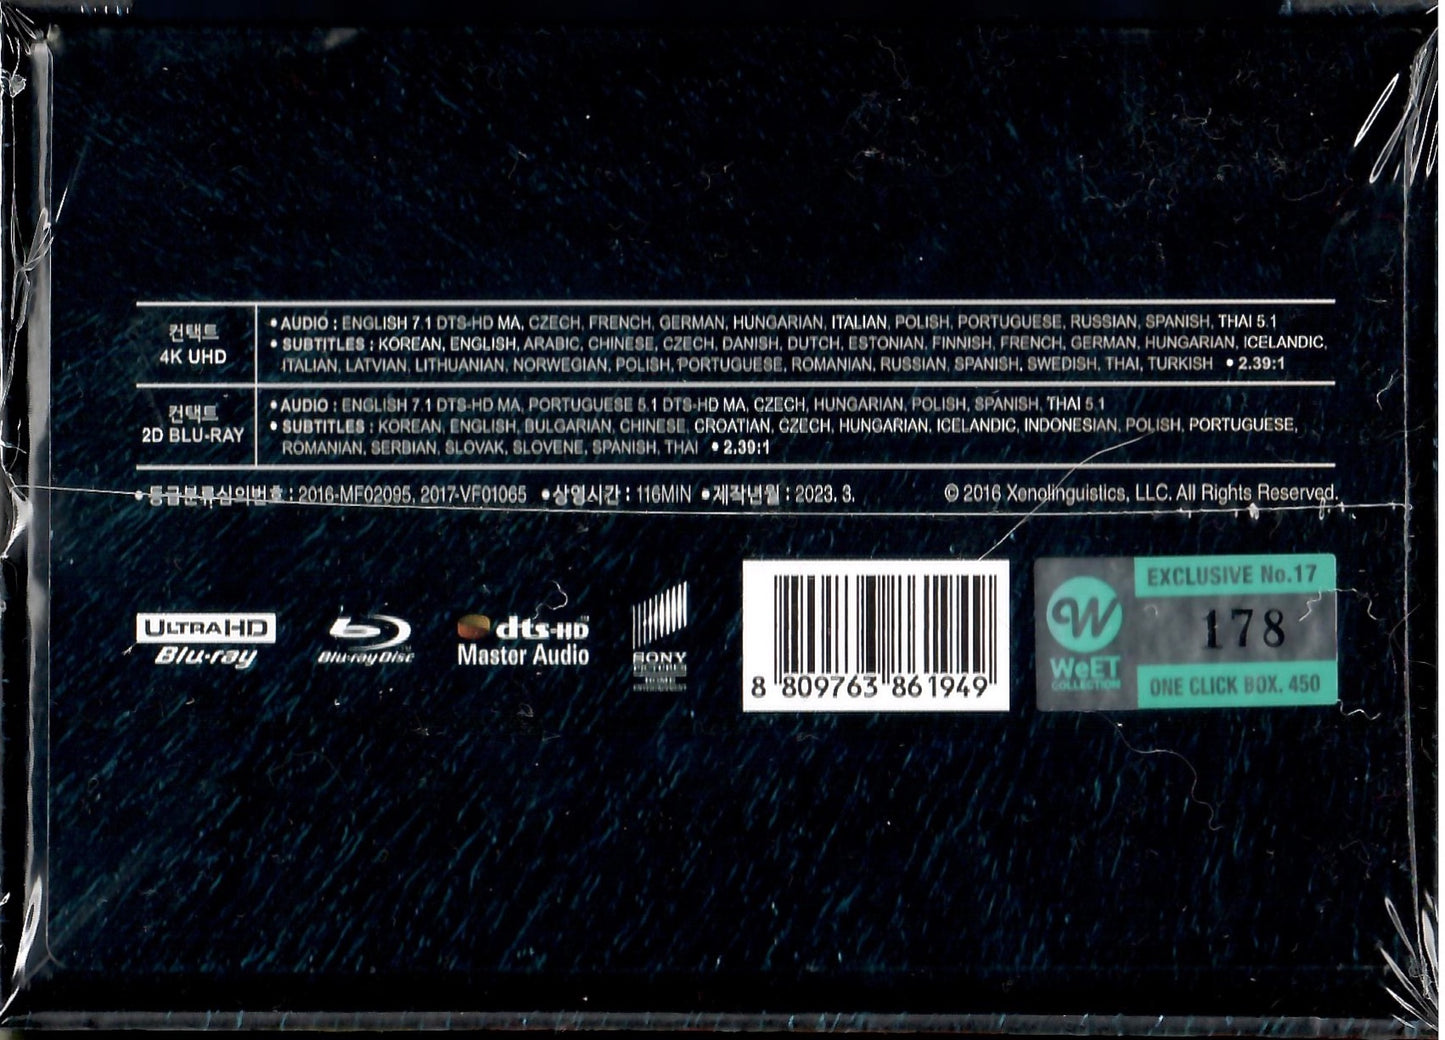 컨택트
4K UHD
• AUDIO : ENGLISH 7.1 DTS-HD MA, CZECH, FRENCH, GERMAN, HUNGARIAN, ITALIAN, POLISH, PORTUGUESE, RUSSIAN, SPANISH, THAI 5.1
• SUBTITLES : KOREAN, ENGLISH, ARABIC, CHINESE, CZECH, DANISH, DUTCH, ESTONIAN, FINNISH, FRENCH, GERMAN, HUNGARIAN, ICELANDIC,
ITALIAN, LATVIAN, LITHUANIAN, NORWEGIAN, POLISH, PORTUGUESE, ROMANIAN, RUSSIAN, SPANISH, SWEDISH, THAI, TURKISH • 2.39:1
컨택트
2D BLU-RAY
• AUDIO : ENGLISH 7.1 DTS-HD MA, PORTUGUESE 5.1 DTS-HD MA, CZECH, HUNGARIAN, POLISH, SPANISH, THAI 5.1
• SUBTITLES : KOREAN, ENGLISH, BULGARIAN, CHINESE, CROATIAN, CZECH, HUNGARIAN, ICELANDIC, INDONESIAN, POLISH, PORTUGUESE,
ROMANIAN, SERBIAN, SLOVAK, SLOVENE, SPANISH, THAI • 2.39:1
• 등급분류심의번호 : 2016-MF02095, 2017-VF01065 • 상영시간 : 116MIN • 제작년월 : 2023. 3.
© 2016 Xenolinguistics, LLC. All Rights Reserved.
ULTRA HD
Blu-ray
Blu-ray Disc
dts-HD
Master Audio
SONY
PICTURES
HOME
ENTERTAINMENT
8 809763 861949
W
WeET
COLLECTION
EXCLUSIVE No.17
178
ONE CLICK BOX. 450